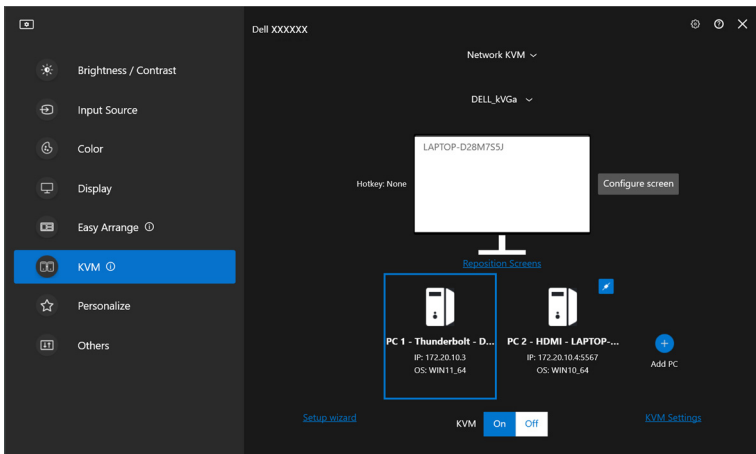 Dell XXXXXX
Brightness / Contrast
Input Source
Color
Display
Easy Arrange
KVM
Personalize
Others
Network KVM
DELL_kVGa
LAPTOP-D28M7S5J
Hotkey: None
Configure screen
Reposition Screens
PC 1 - Thunderbolt - D...
IP: 172.20.10.3
OS: WIN11_64
PC 2 - HDMI - LAPTOP-...
IP: 172.20.10.4:5567
OS: WIN10_64
Add PC
Setup wizard
KVM
On
Off
KVM Settings